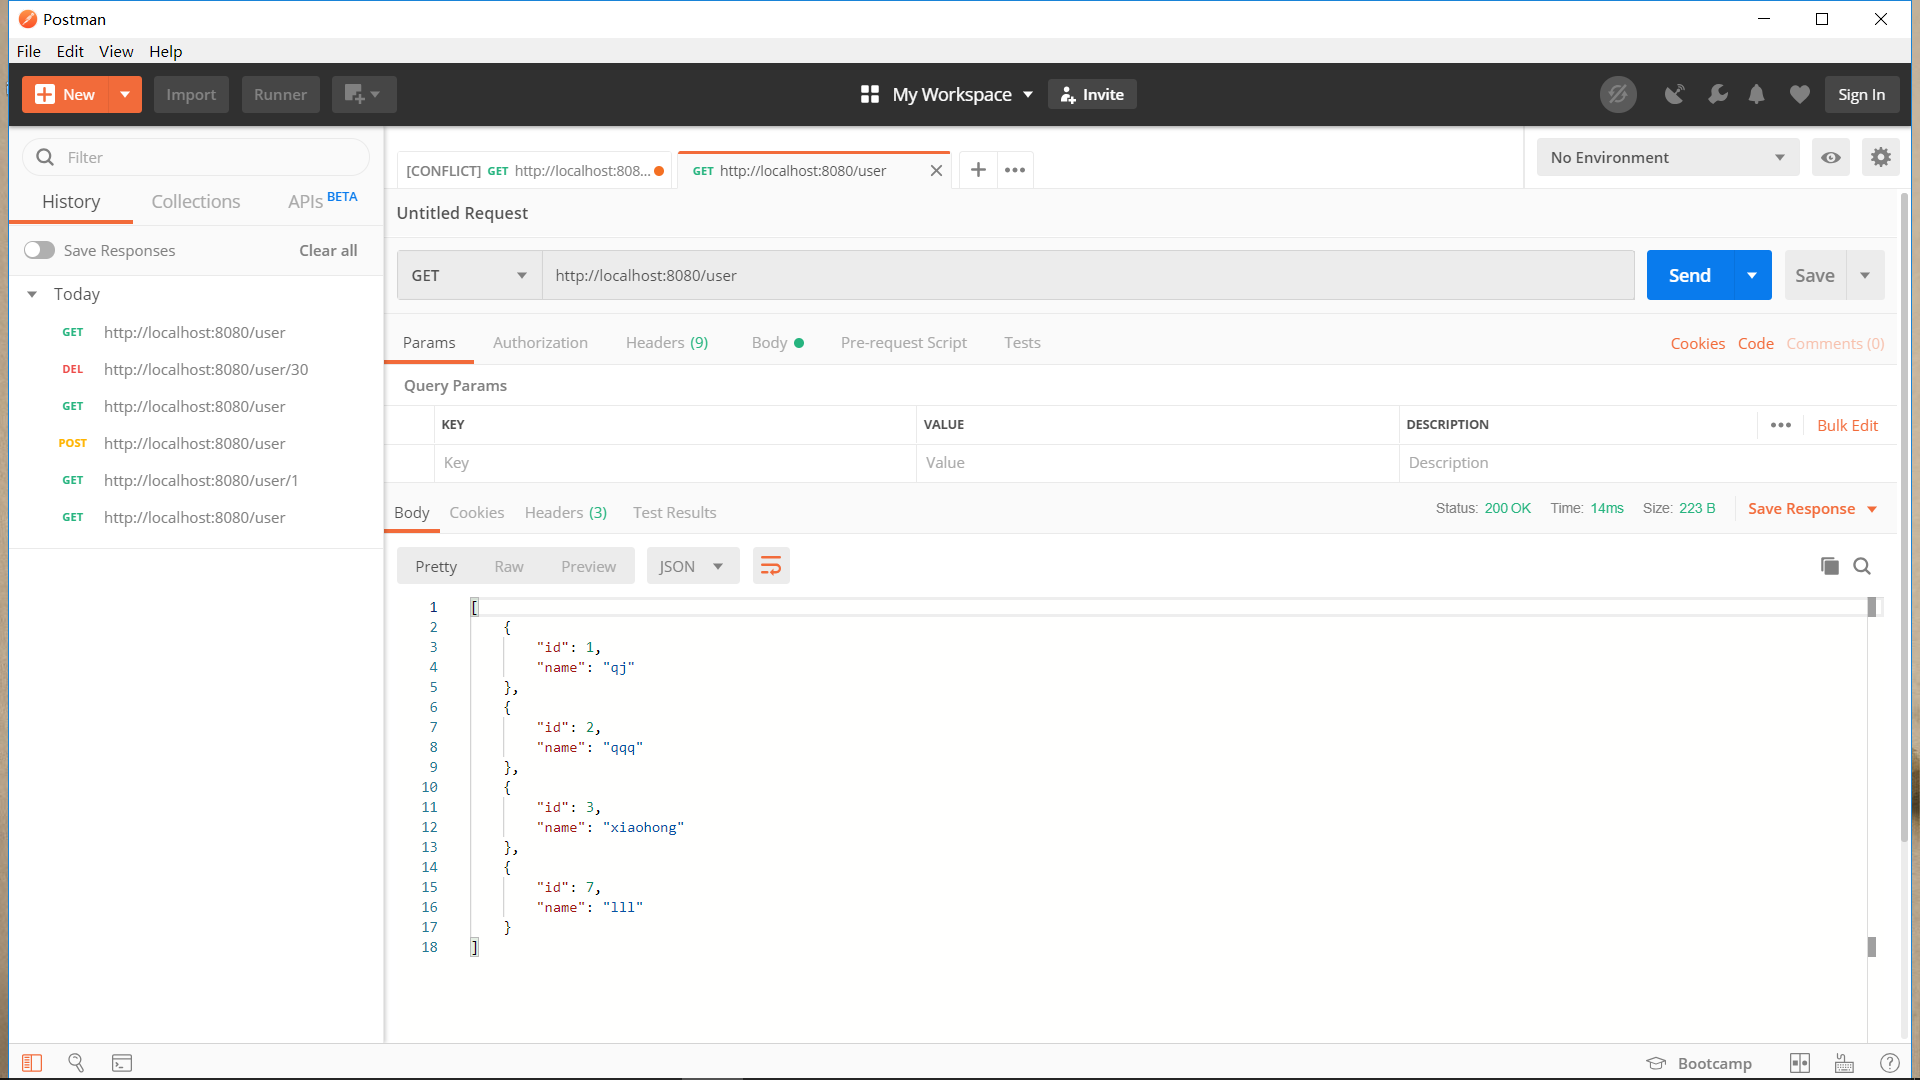 Postman
File Edit View Help
New Import Runner My Workspace Invite Sign In
Filter
History Collections APIs BETA
Save Responses Clear all
Today
GET http://localhost:8080/user
DEL http://localhost:8080/user/30
GET http://localhost:8080/user
POST http://localhost:8080/user
GET http://localhost:8080/user/1
GET http://localhost:8080/user
[CONFLICT] GET http://localhost:808... GET http://localhost:8080/user No Environment
Untitled Request
GET http://localhost:8080/user Send Save
Params Authorization Headers (9) Body Pre-request Script Tests Cookies Code Comments (0)
Query Params
KEY VALUE DESCRIPTION Bulk Edit
Key Value Description
Body Cookies Headers (3) Test Results Status: 200 OK Time: 14ms Size: 223 B Save Response
Pretty Raw Preview JSON
1 [
2 {
3 "id": 1,
4 "name": "qj"
5 },
6 {
7 "id": 2,
8 "name": "qqq"
9 },
10 {
11 "id": 3,
12 "name": "xiaohong"
13 },
14 {
15 "id": 7,
16 "name": "lll"
17 }
18 ]
Bootcamp